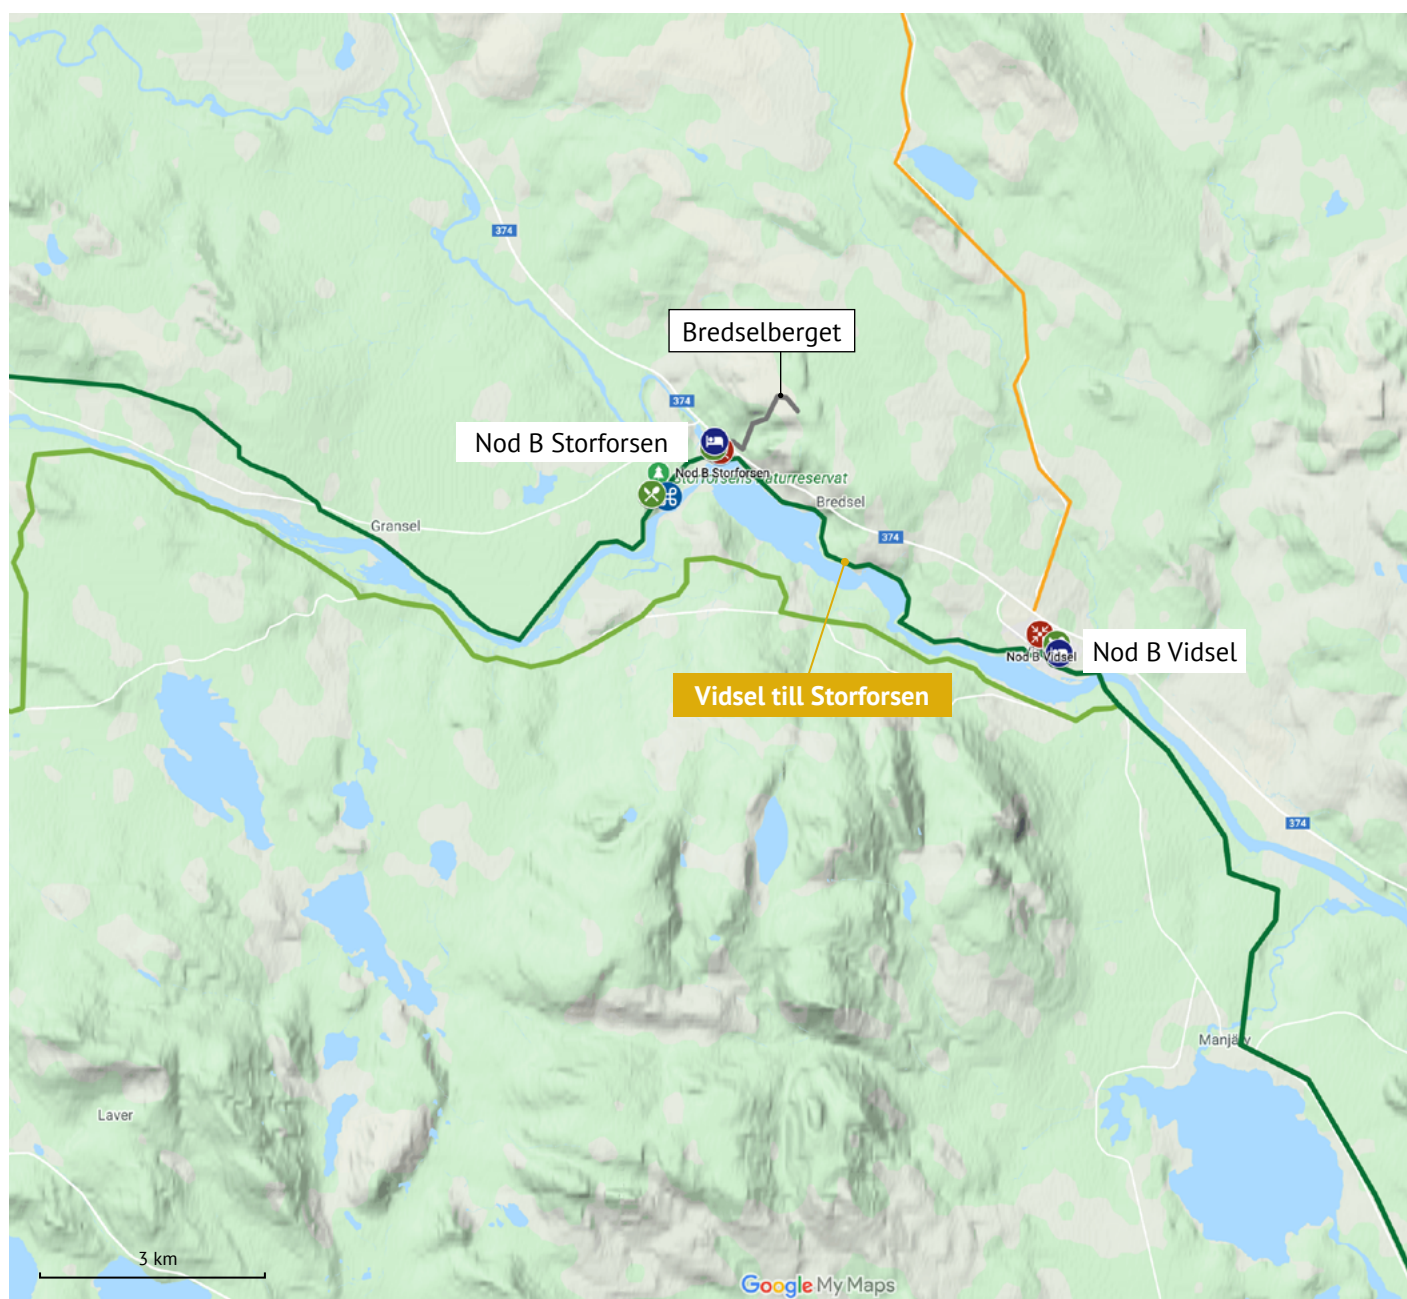 374
Bredselberget
374
Nod B Storforsen
Nod B Storforsen
Storforsens naturreservat
Bredsel
Gransel
374
Nod B Vidsel
Nod B Vidsel
Vidsel till Storforsen
374
Manjärv
Laver
3 km
Google My Maps